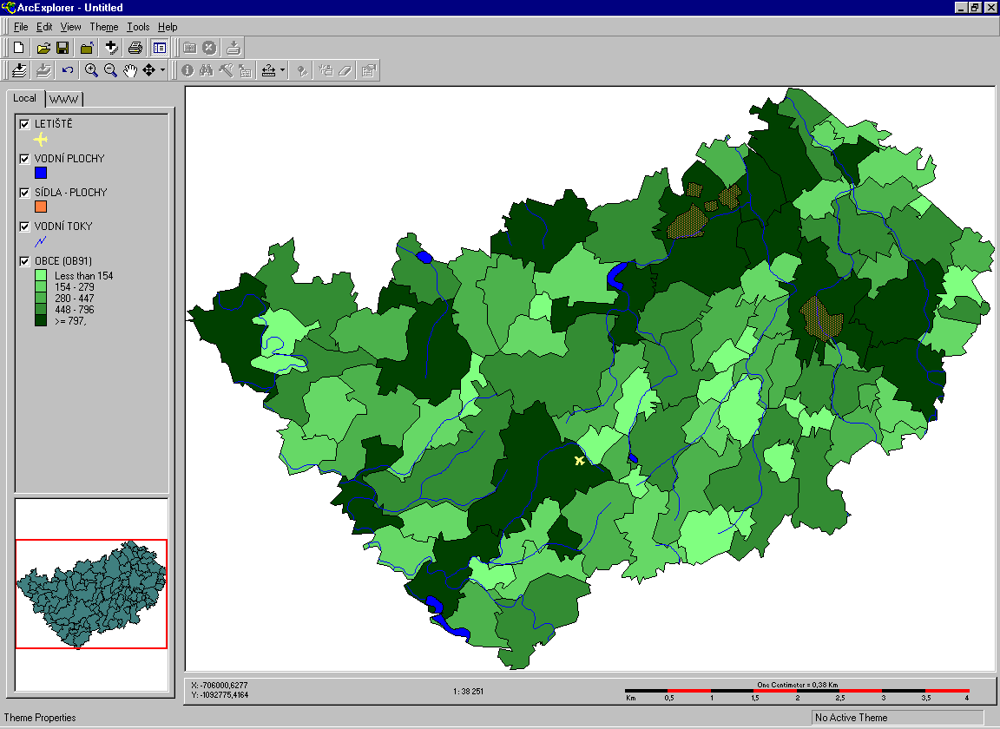 ArcExplorer - Untitled
File Edit View Theme Tools Help
Local WWW
LETIŠTĚ
VODNÍ PLOCHY
SÍDLA - PLOCHY
VODNÍ TOKY
OBCE (OB91)
Less than 154
154 - 279
280 - 447
448 - 796
>= 797,
X: -706000,6277
Y: -1092775,4164
1: 38 251
One Centimeter = 0,38 Km
Km 0,5 1 1,5 2 2,5 3 3,5 4
Theme Properties
No Active Theme